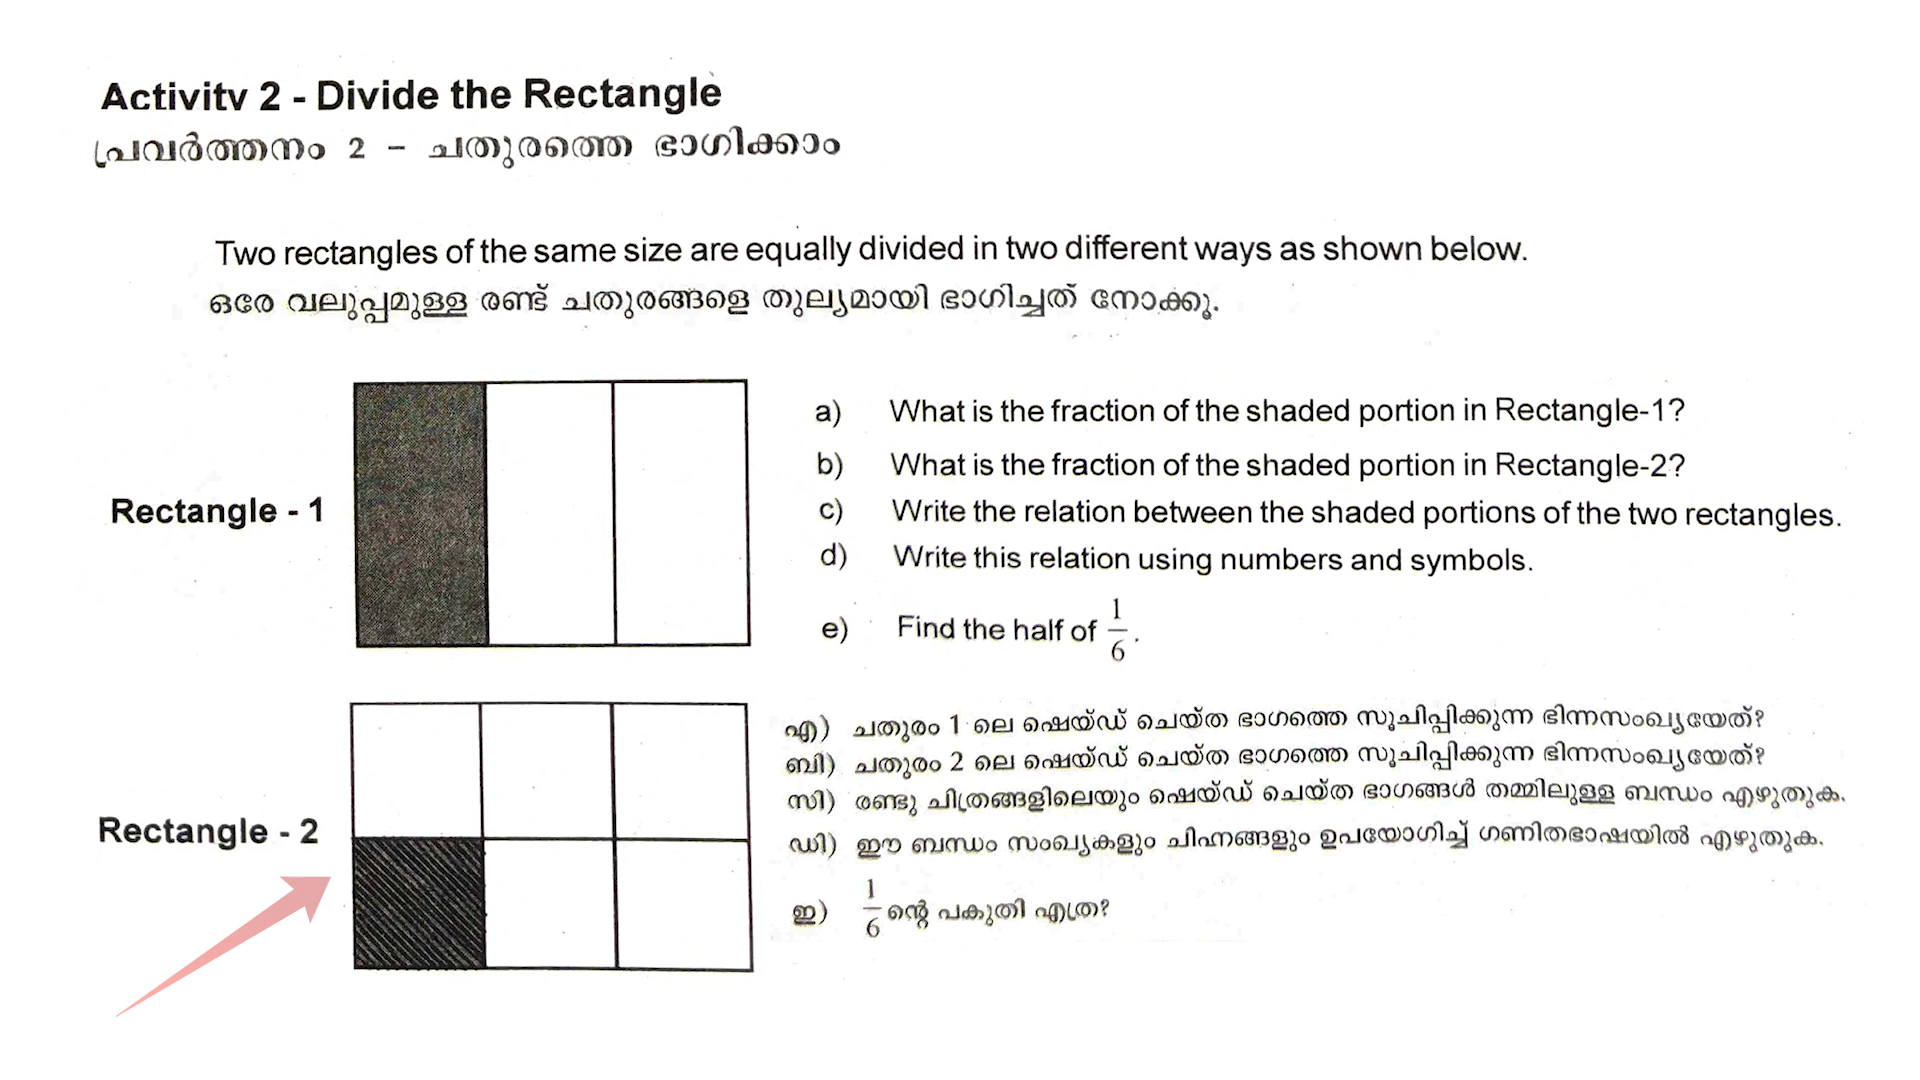 Activity 2 - Divide the Rectangle
പ്രവർത്തനം 2 - ചതുരത്തെ ഭാഗിക്കാം
Two rectangles of the same size are equally divided in two different ways as shown below.
ഒരേ വലുപ്പമുള്ള രണ്ട് ചതുരങ്ങളെ തുല്യമായി ഭാഗിച്ചത് നോക്കൂ.
Rectangle - 1
a) What is the fraction of the shaded portion in Rectangle-1?
b) What is the fraction of the shaded portion in Rectangle-2?
c) Write the relation between the shaded portions of the two rectangles.
d) Write this relation using numbers and symbols.
e) Find the half of 1/6.
Rectangle - 2
എ) ചതുരം 1 ലെ ഷെയ്ഡ് ചെയ്ത ഭാഗത്തെ സൂചിപ്പിക്കുന്ന ഭിന്നസംഖ്യയേത്?
ബി) ചതുരം 2 ലെ ഷെയ്ഡ് ചെയ്ത ഭാഗത്തെ സൂചിപ്പിക്കുന്ന ഭിന്നസംഖ്യയേത്?
സി) രണ്ടു ചിത്രങ്ങളിലെയും ഷെയ്ഡ് ചെയ്ത ഭാഗങ്ങൾ തമ്മിലുള്ള ബന്ധം എഴുതുക.
ഡി) ഈ ബന്ധം സംഖ്യകളും ചിഹ്നങ്ങളും ഉപയോഗിച്ച് ഗണിതഭാഷയിൽ എഴുതുക.
ഇ) 1/6 ന്റെ പകുതി എത്ര?